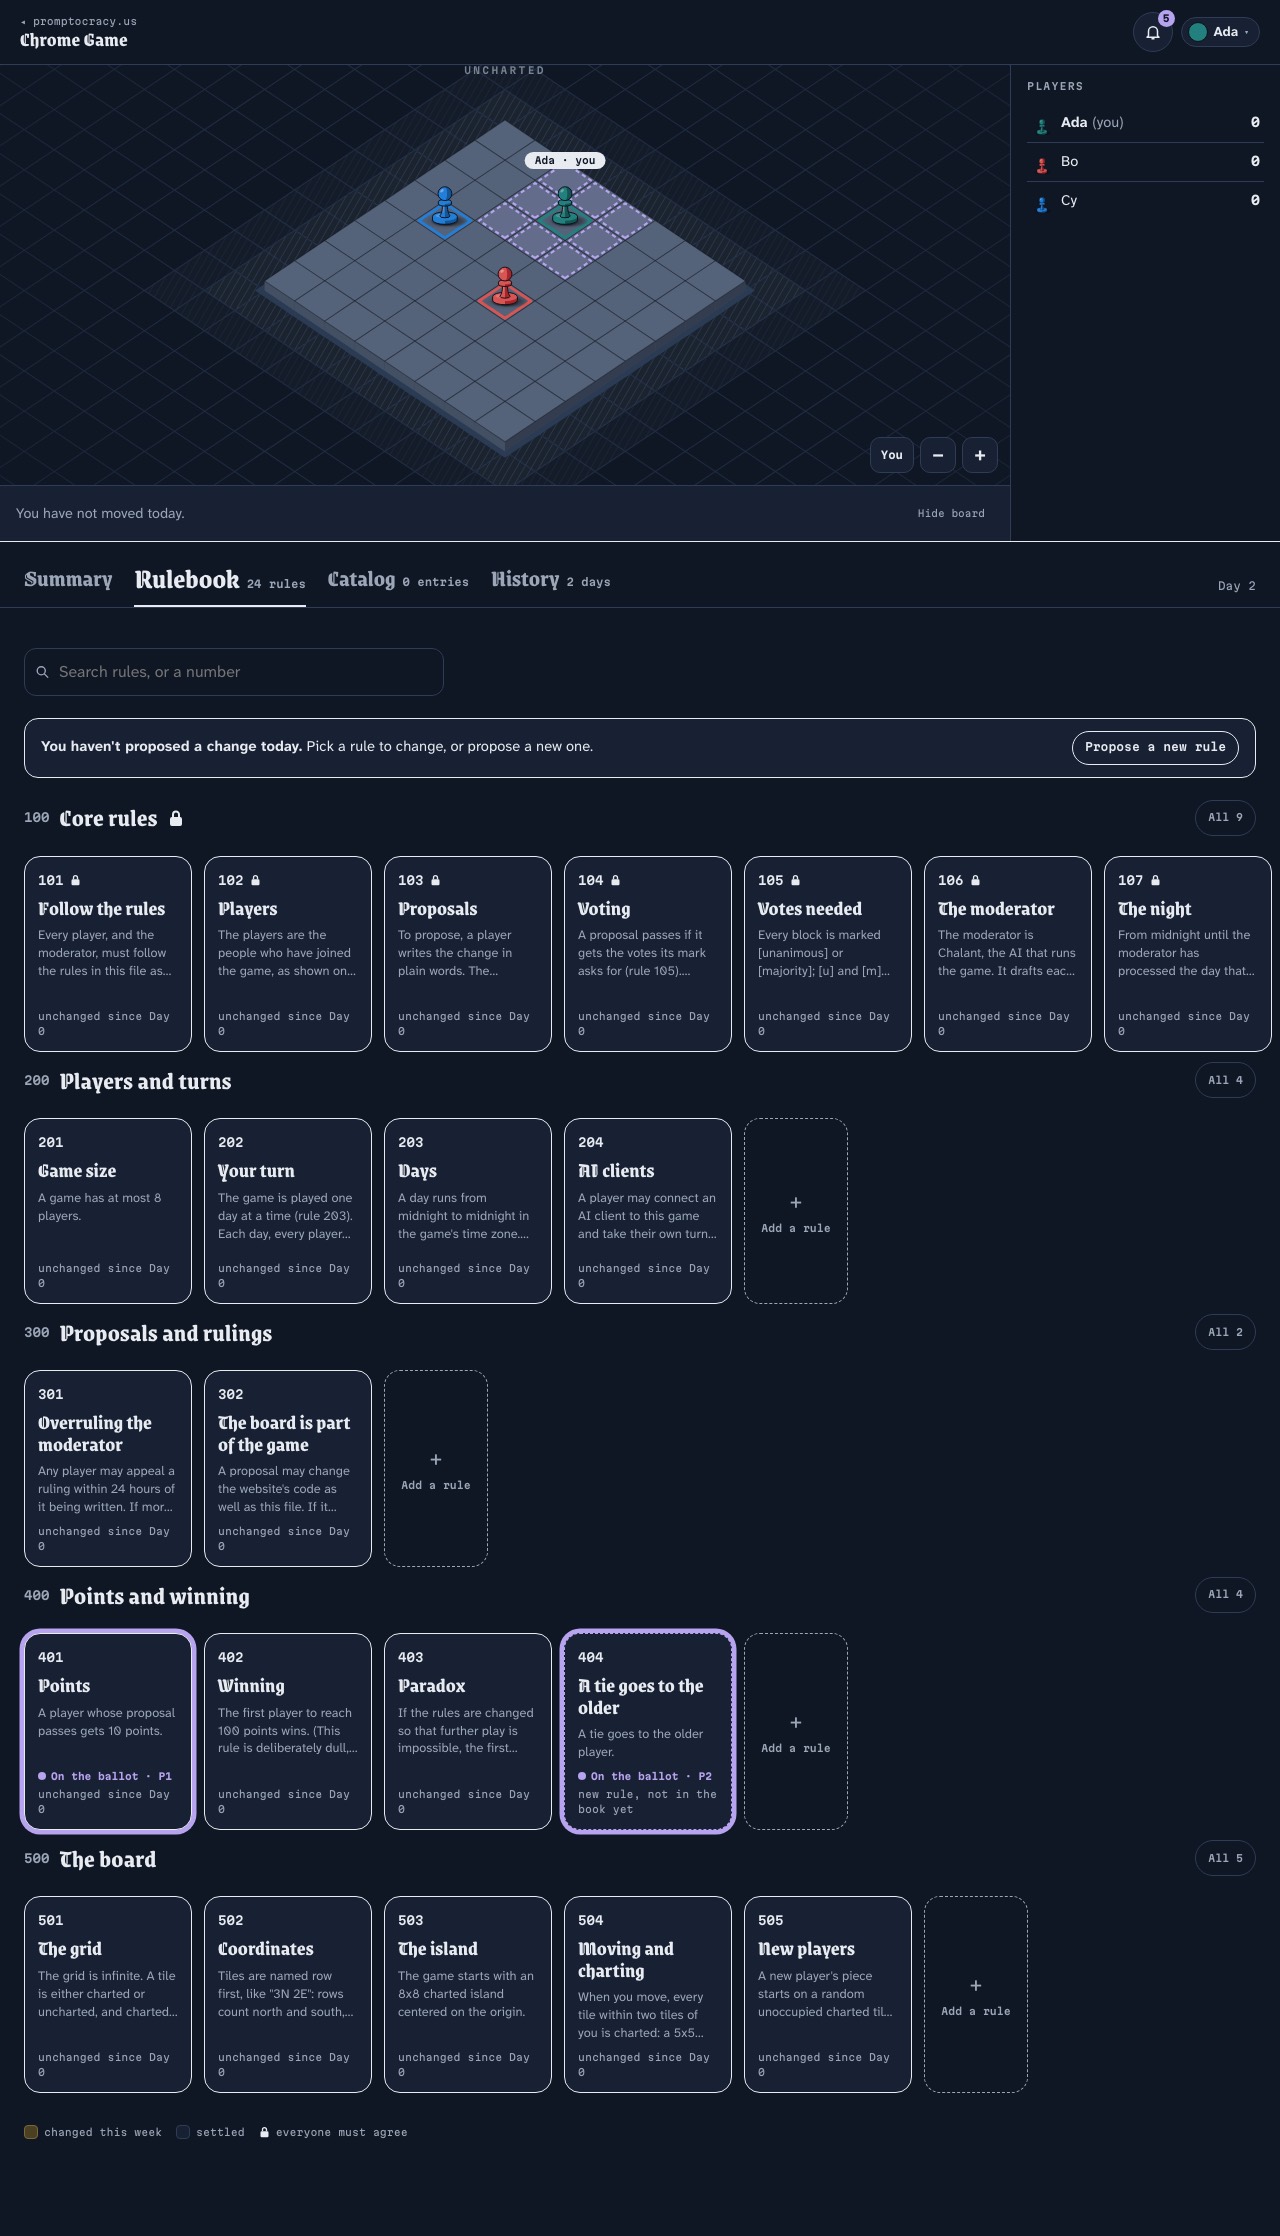 ◂ promptocracy.us
Chrome Game
5
Ada
UNCHARTED
Ada · you
You
−
+
You have not moved today.
Hide board
PLAYERS
Ada (you) 0
Bo 0
Cy 0
Summary
Rulebook 24 rules
Catalog 0 entries
History 2 days
Day 2
Search rules, or a number
You haven't proposed a change today. Pick a rule to change, or propose a new one.
Propose a new rule
100 Core rules
All 9
101
Follow the rules
Every player, and the
moderator, must follow
the rules in this file as…
unchanged since Day
0
102
Players
The players are the
people who have joined
the game, as shown on…
unchanged since Day
0
103
Proposals
To propose, a player
writes the change in
plain words. The…
unchanged since Day
0
104
Voting
A proposal passes if it
gets the votes its mark
asks for (rule 105).…
unchanged since Day
0
105
Votes needed
Every block is marked
[unanimous] or
[majority]; [u] and [m]…
unchanged since Day
0
106
The moderator
The moderator is
Chalant, the AI that runs
the game. It drafts eac…
unchanged since Day
0
107
The night
From midnight until the
moderator has
processed the day that…
unchanged since Day
0
200 Players and turns
All 4
201
Game size
A game has at most 8
players.
unchanged since Day
0
202
Your turn
The game is played one
day at a time (rule 203).
Each day, every player…
unchanged since Day
0
203
Days
A day runs from
midnight to midnight in
the game's time zone.…
unchanged since Day
0
204
AI clients
A player may connect an
AI client to this game
and take their own turn…
unchanged since Day
0
+
Add a rule
300 Proposals and rulings
All 2
301
Overruling the
moderator
Any player may appeal a
ruling within 24 hours of
it being written. If mor…
unchanged since Day
0
302
The board is part
of the game
A proposal may change
the website's code as
well as this file. If it…
unchanged since Day
0
+
Add a rule
400 Points and winning
All 4
401
Points
A player whose proposal
passes gets 10 points.
On the ballot · P1
unchanged since Day
0
402
Winning
The first player to reach
100 points wins. (This
rule is deliberately dull,…
unchanged since Day
0
403
Paradox
If the rules are changed
so that further play is
impossible, the first…
unchanged since Day
0
404
A tie goes to the
older
A tie goes to the older
player.
On the ballot · P2
new rule, not in the
book yet
+
Add a rule
500 The board
All 5
501
The grid
The grid is infinite. A tile
is either charted or
uncharted, and charted…
unchanged since Day
0
502
Coordinates
Tiles are named row
first, like "3N 2E": rows
count north and south,…
unchanged since Day
0
503
The island
The game starts with an
8x8 charted island
centered on the origin.
unchanged since Day
0
504
Moving and
charting
When you move, every
tile within two tiles of
you is charted: a 5x5…
unchanged since Day
0
505
New players
A new player's piece
starts on a random
unoccupied charted til…
unchanged since Day
0
+
Add a rule
changed this week
settled
everyone must agree